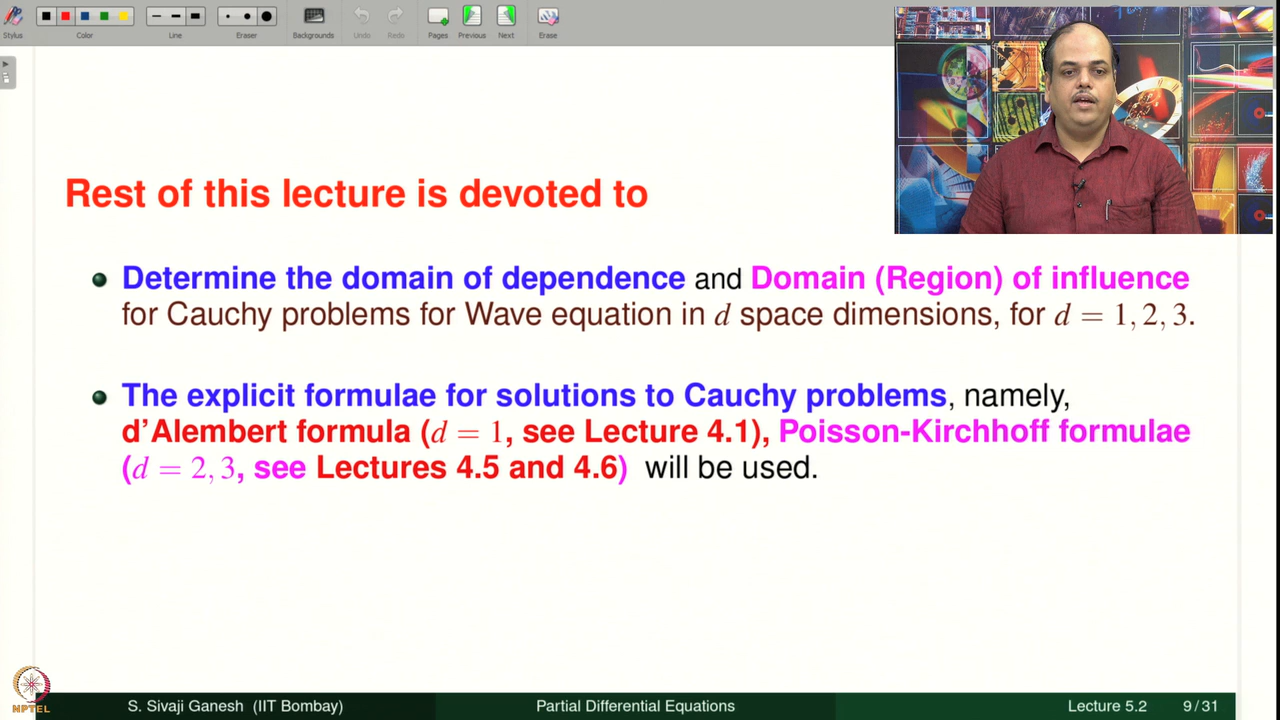 Stylus
Color
Line
Eraser
Backgrounds
Undo
Redo
Pages
Previous
Next
Erase
Rest of this lecture is devoted to
Determine the domain of dependence and Domain (Region) of influence
for Cauchy problems for Wave equation in d space dimensions, for d = 1, 2, 3.
The explicit formulae for solutions to Cauchy problems, namely,
d'Alembert formula (d = 1, see Lecture 4.1), Poisson-Kirchhoff formulae
(d = 2, 3, see Lectures 4.5 and 4.6) will be used.
NPTEL
S. Sivaji Ganesh (IIT Bombay)
Partial Differential Equations
Lecture 5.2
9 / 31